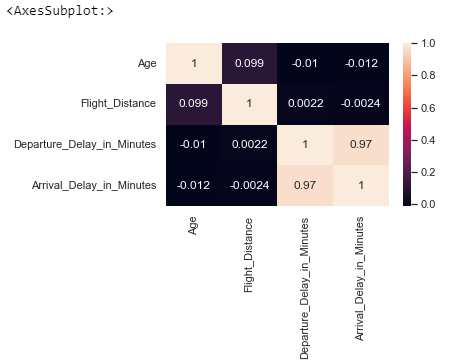 <AxesSubplot:>
Age 1 0.099 -0.01 -0.012 1.0
0.8
Flight_Distance 0.099 1 0.0022 -0.0024
0.6
Departure_Delay_in_Minutes -0.01 0.0022 1 0.97
0.4
0.2
Arrival_Delay_in_Minutes -0.012 -0.0024 0.97 1
0.0
Age
Flight_Distance
Departure_Delay_in_Minutes
Arrival_Delay_in_Minutes